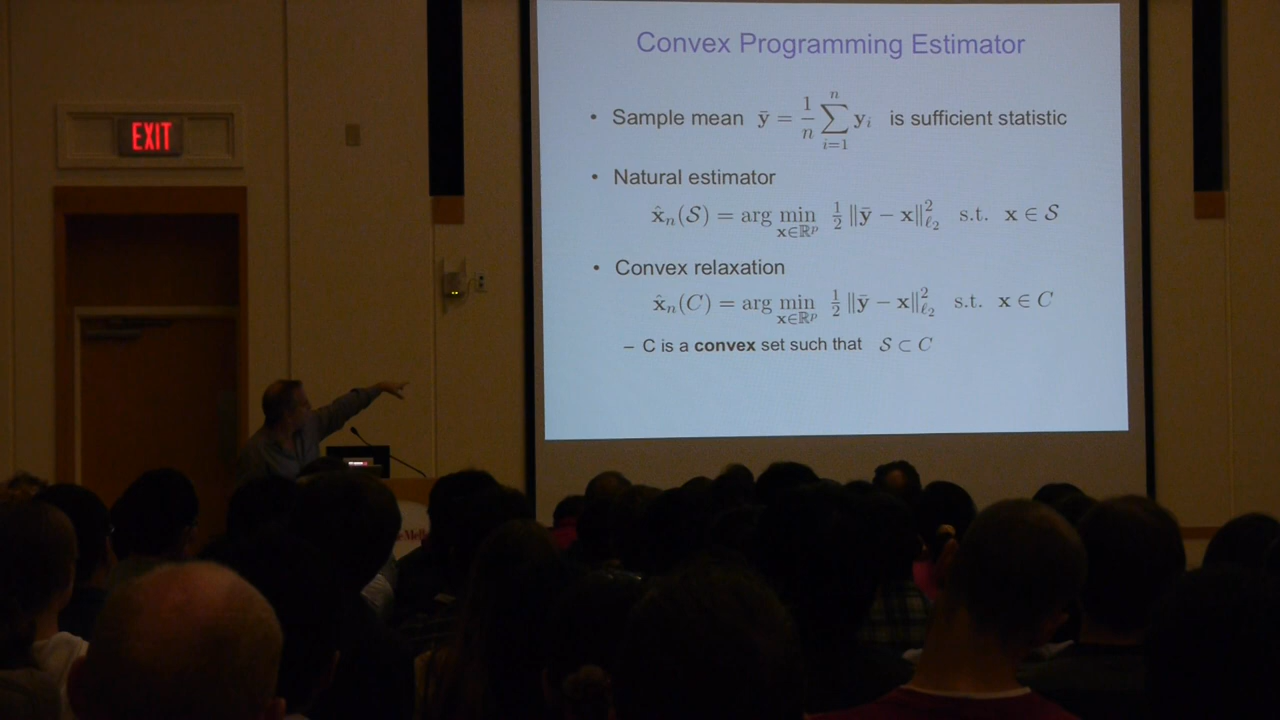 Convex Programming Estimator
EXIT
• Sample mean ȳ = 1/n ∑_{i=1}^{n} y_i is sufficient statistic
• Natural estimator
x̂_n(𝒮) = arg min_{x∈ℝ^p} 1/2 ‖ȳ − x‖²_{ℓ₂} s.t. x ∈ 𝒮
• Convex relaxation
x̂_n(C) = arg min_{x∈ℝ^p} 1/2 ‖ȳ − x‖²_{ℓ₂} s.t. x ∈ C
– C is a convex set such that 𝒮 ⊂ C